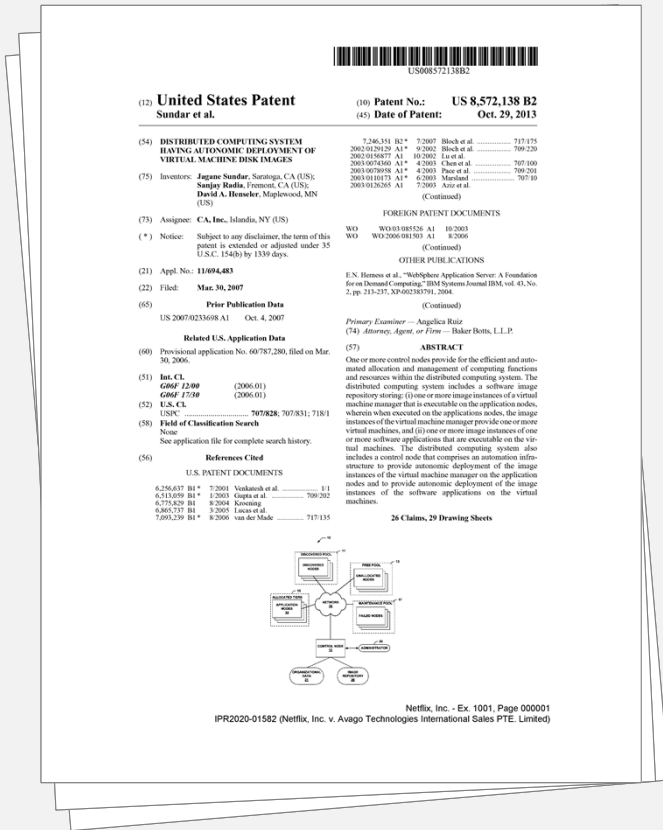 US008572138B2
(12) United States Patent
Sundar et al.
(10) Patent No.: US 8,572,138 B2
(45) Date of Patent: Oct. 29, 2013
(54) DISTRIBUTED COMPUTING SYSTEM
HAVING AUTONOMIC DEPLOYMENT OF
VIRTUAL MACHINE DISK IMAGES
(75) Inventors: Jagane Sundar, Saratoga, CA (US);
Sanjay Radia, Fremont, CA (US);
David A. Henseler, Maplewood, MN
(US)
(73) Assignee: CA, Inc., Islandia, NY (US)
( * ) Notice: Subject to any disclaimer, the term of this
patent is extended or adjusted under 35
U.S.C. 154(b) by 1339 days.
(21) Appl. No.: 11/694,483
(22) Filed: Mar. 30, 2007
(65) Prior Publication Data
US 2007/0233698 A1 Oct. 4, 2007
Related U.S. Application Data
(60) Provisional application No. 60/787,280, filed on Mar.
30, 2006.
(51) Int. Cl.
G06F 12/00 (2006.01)
G06F 17/30 (2006.01)
(52) U.S. Cl.
USPC ............ 707/828; 707/831; 718/1
(58) Field of Classification Search
None
See application file for complete search history.
(56) References Cited
U.S. PATENT DOCUMENTS
6,256,637 B1 * 7/2001 Venkatesh et al. ............ 1/1
6,513,059 B1 * 1/2003 Gupta et al. ............ 709/202
6,775,829 B1 8/2004 Kroening
6,865,737 B1 3/2005 Lucas et al.
7,093,239 B1 * 8/2006 van der Made ............ 717/135
7,246,351 B2 * 7/2007 Bloch et al. ............ 717/175
2002/0129129 A1 * 9/2002 Bloch et al. ............ 709/220
2002/0156877 A1 10/2002 Lu et al.
2003/0074360 A1 * 4/2003 Chen et al. ............ 707/100
2003/0078958 A1 * 4/2003 Pace et al. ............ 709/201
2003/0110173 A1 * 6/2003 Marsland ............ 707/10
2003/0126265 A1 7/2003 Aziz et al.
(Continued)
FOREIGN PATENT DOCUMENTS
WO WO/03/085526 A1 10/2003
WO WO/2006/081503 A1 8/2006
(Continued)
OTHER PUBLICATIONS
E.N. Herness et al., "WebSphere Application Server: A Foundation
for on Demand Computing," IBM Systems Journal IBM, vol. 43, No.
2, pp. 213-237, XP-002383791, 2004.
(Continued)
Primary Examiner — Angelica Ruiz
(74) Attorney, Agent, or Firm — Baker Botts, L.L.P.
(57) ABSTRACT
One or more control nodes provide for the efficient and auto-
mated allocation and management of computing functions
and resources within the distributed computing system. The
distributed computing system includes a software image
repository storing: (i) one or more image instances of a virtual
machine manager that is executable on the application nodes,
wherein when executed on the applications nodes, the image
instances of the virtual machine manager provide one or more
virtual machines, and (ii) one or more image instances of one
or more software applications that are executable on the vir-
tual machines. The distributed computing system also
includes a control node that comprises an automation infra-
structure to provide autonomic deployment of the image
instances of the virtual machine manager on the application
nodes and to provide autonomic deployment of the image
instances of the software applications on the virtual
machines.
26 Claims, 29 Drawing Sheets
DISCOVERED POOL
DISCOVERED
NODES
FREE POOL
UNALLOCATED
NODES
ALLOCATED TIERS
APPLICATION
NODES
NETWORK
MAINTENANCE POOL
FAILED NODES
CONTROL NODE
ADMINISTRATOR
ORGANIZATIONAL
DATA
IMAGE
REPOSITORY
Netflix, Inc. - Ex. 1001, Page 000001
IPR2020-01582 (Netflix, Inc. v. Avago Technologies International Sales PTE. Limited)